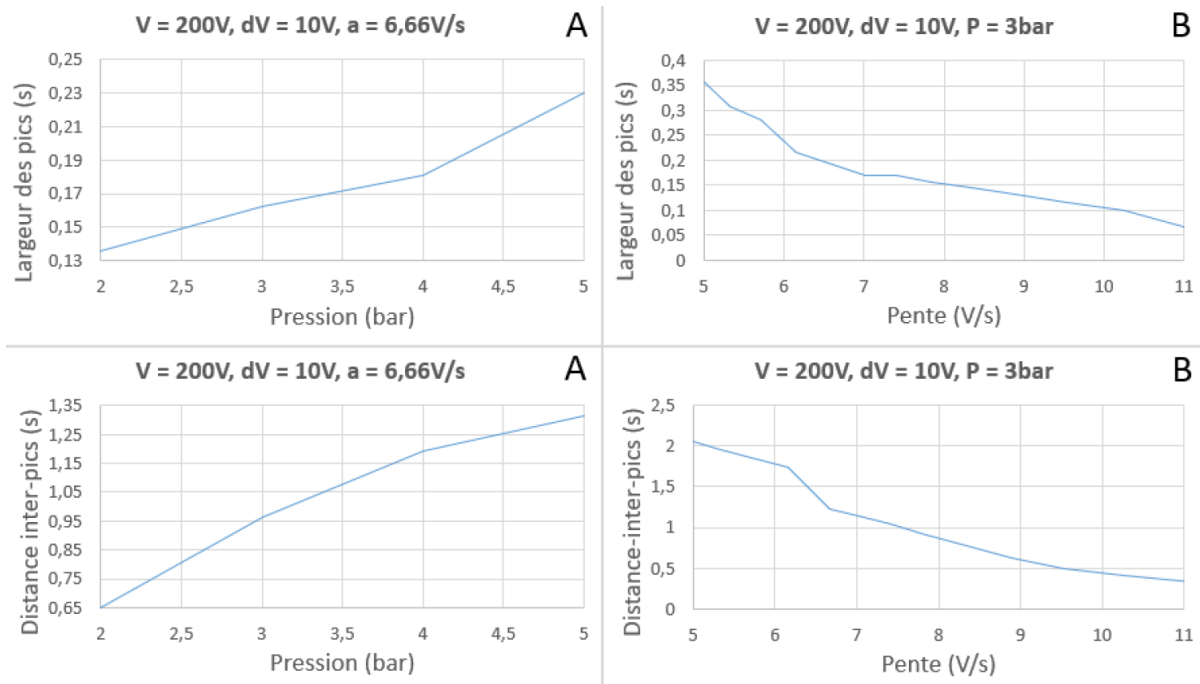 V = 200V, dV = 10V, a = 6,66V/s
A
Largeur des pics (s)
0,25
0,23
0,21
0,19
0,17
0,15
0,13
2 2,5 3 3,5 4 4,5 5
Pression (bar)
V = 200V, dV = 10V, P = 3bar
B
Largeur des pics (s)
0,4
0,35
0,3
0,25
0,2
0,15
0,1
0,05
0
5 6 7 8 9 10 11
Pente (V/s)
V = 200V, dV = 10V, a = 6,66V/s
A
Distance inter-pics (s)
1,35
1,25
1,15
1,05
0,95
0,85
0,75
0,65
2 2,5 3 3,5 4 4,5 5
Pression (bar)
V = 200V, dV = 10V, P = 3bar
B
Distance-inter-pics (s)
2,5
2
1,5
1
0,5
0
5 6 7 8 9 10 11
Pente (V/s)